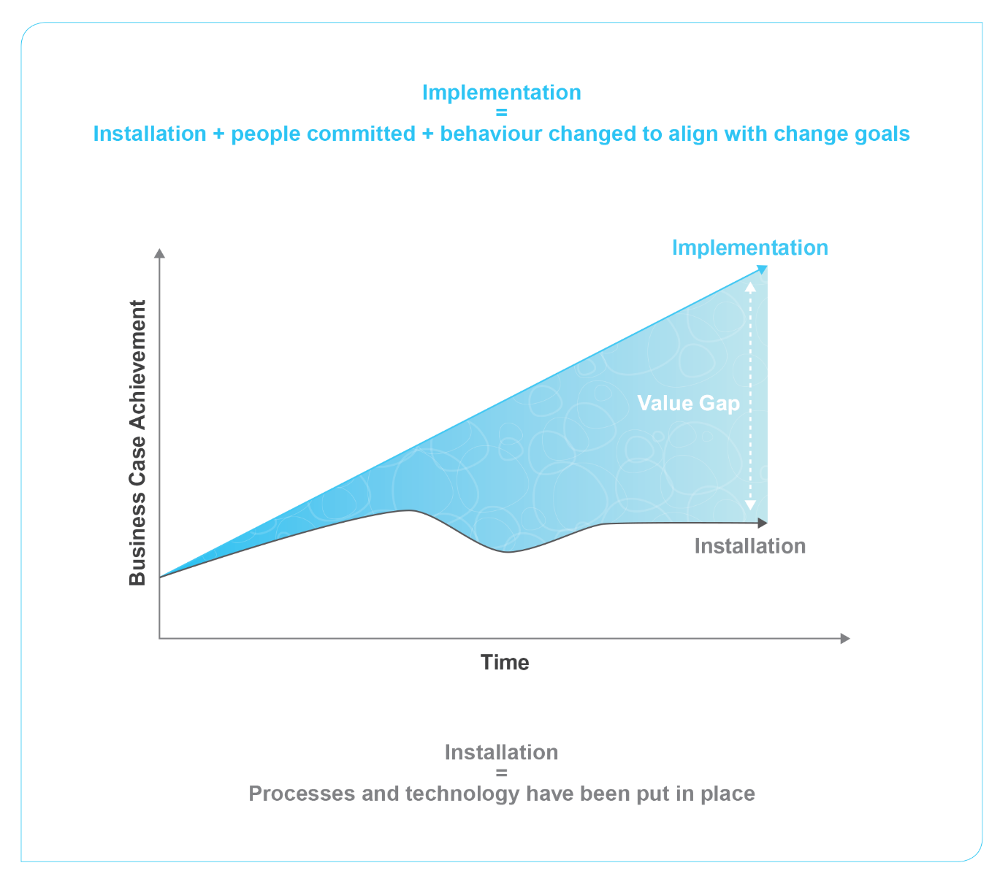 Implementation
=
Installation + people committed + behaviour changed to align with change goals
Implementation
Business Case Achievement
Value Gap
Installation
Time
Installation
=
Processes and technology have been put in place